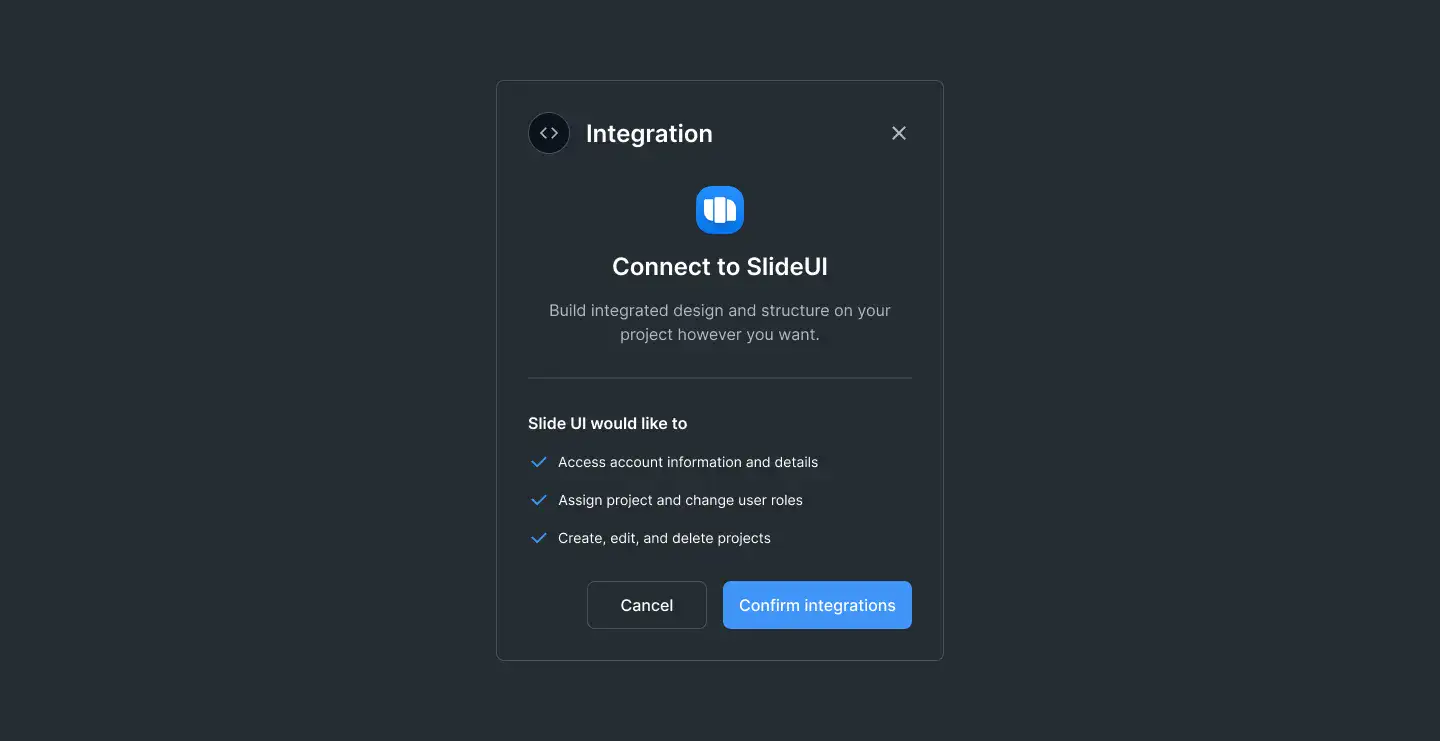 Integration
Connect to SlideUI
Build integrated design and structure on your
project however you want.
Slide UI would like to
Access account information and details
Assign project and change user roles
Create, edit, and delete projects
Cancel
Confirm integrations